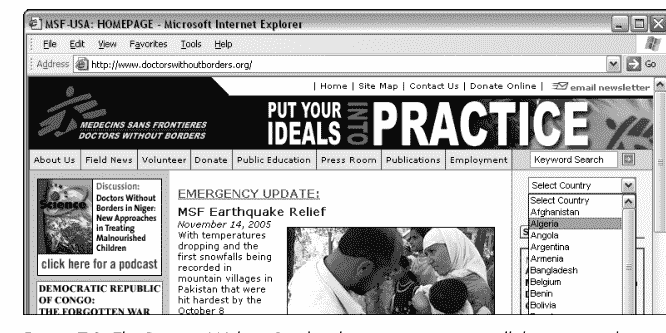 MSF-USA: HOMEPAGE - Microsoft Internet Explorer
File Edit View Favorites Tools Help
Address http://www.doctorswithoutborders.org/ Go
| Home | Site Map | Contact Us | Donate Online | email newsletter
MEDECINS SANS FRONTIERES
DOCTORS WITHOUT BORDERS
PUT YOUR IDEALS INTO PRACTICE
About Us | Field News | Volunteer | Donate | Public Education | Press Room | Publications | Employment
Keyword Search
Science
Discussion:
Doctors Without
Borders in Niger:
New Approaches
in Treating
Malnourished
Children
click here for a podcast
DEMOCRATIC REPUBLIC
OF CONGO:
THE FORGOTTEN WAR
EMERGENCY UPDATE:
MSF Earthquake Relief
November 14, 2005
With temperatures
dropping and the
first snowfalls being
recorded in
mountain villages in
Pakistan that were
hit hardest by the
October 8
Select Country
Select Country
Afghanistan
Algeria
Angola
Argentina
Armenia
Bangladesh
Belgium
Benin
Bolivia